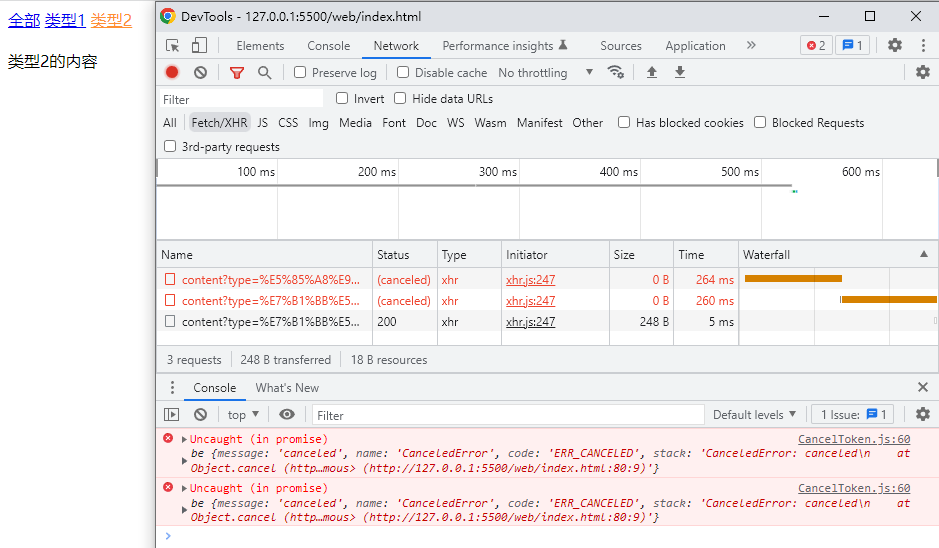 全部 类型1 类型2
类型2的内容
DevTools - 127.0.0.1:5500/web/index.html
Elements Console Network Performance insights Sources Application » 2 1
Preserve log Disable cache No throttling
Filter Invert Hide data URLs
All Fetch/XHR JS CSS Img Media Font Doc WS Wasm Manifest Other Has blocked cookies Blocked Requests
3rd-party requests
100 ms 200 ms 300 ms 400 ms 500 ms 600 ms
Name Status Type Initiator Size Time Waterfall
content?type=%E5%85%A8%E9... (canceled) xhr xhr.js:247 0 B 264 ms
content?type=%E7%B1%BB%E5... (canceled) xhr xhr.js:247 0 B 260 ms
content?type=%E7%B1%BB%E5... 200 xhr xhr.js:247 248 B 5 ms
3 requests 248 B transferred 18 B resources
Console What's New
top Filter Default levels 1 Issue: 1
Uncaught (in promise) CancelToken.js:60
be {message: 'canceled', name: 'CanceledError', code: 'ERR_CANCELED', stack: 'CanceledError: canceled\n at
Object.cancel (http…mous> (http://127.0.0.1:5500/web/index.html:80:9)'}
Uncaught (in promise) CancelToken.js:60
be {message: 'canceled', name: 'CanceledError', code: 'ERR_CANCELED', stack: 'CanceledError: canceled\n at
Object.cancel (http…mous> (http://127.0.0.1:5500/web/index.html:80:9)'}